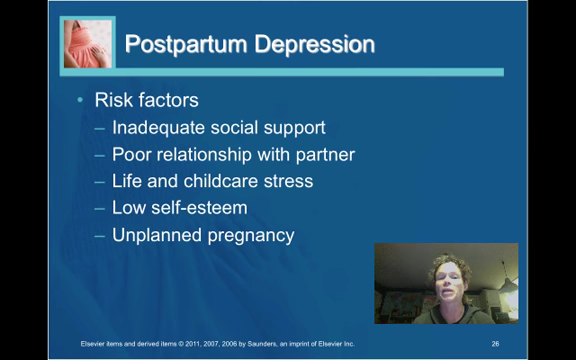 Postpartum Depression
• Risk factors
– Inadequate social support
– Poor relationship with partner
– Life and childcare stress
– Low self-esteem
– Unplanned pregnancy
Elsevier items and derived items © 2011, 2007, 2006 by Saunders, an imprint of Elsevier Inc.
26